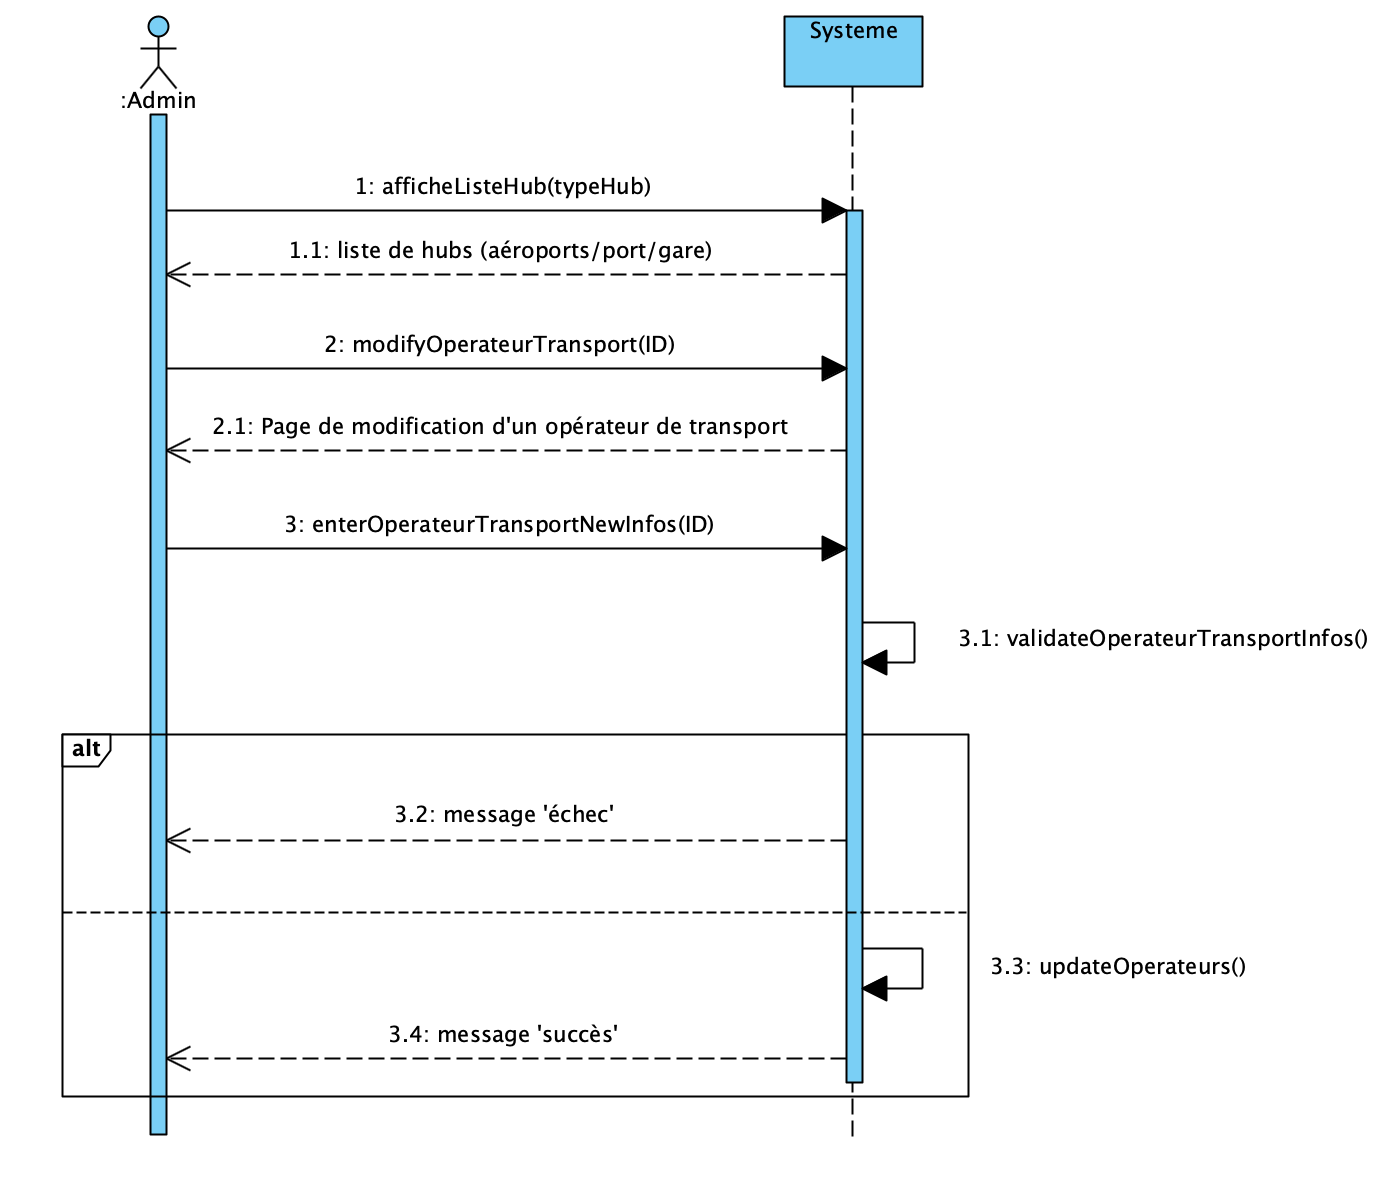 Systeme
:Admin
1: afficheListeHub(typeHub)
1.1: liste de hubs (aéroports/port/gare)
2: modifyOperateurTransport(ID)
2.1: Page de modification d'un opérateur de transport
3: enterOperateurTransportNewInfos(ID)
3.1: validateOperateurTransportInfos()
alt
3.2: message 'échec'
3.3: updateOperateurs()
3.4: message 'succès'